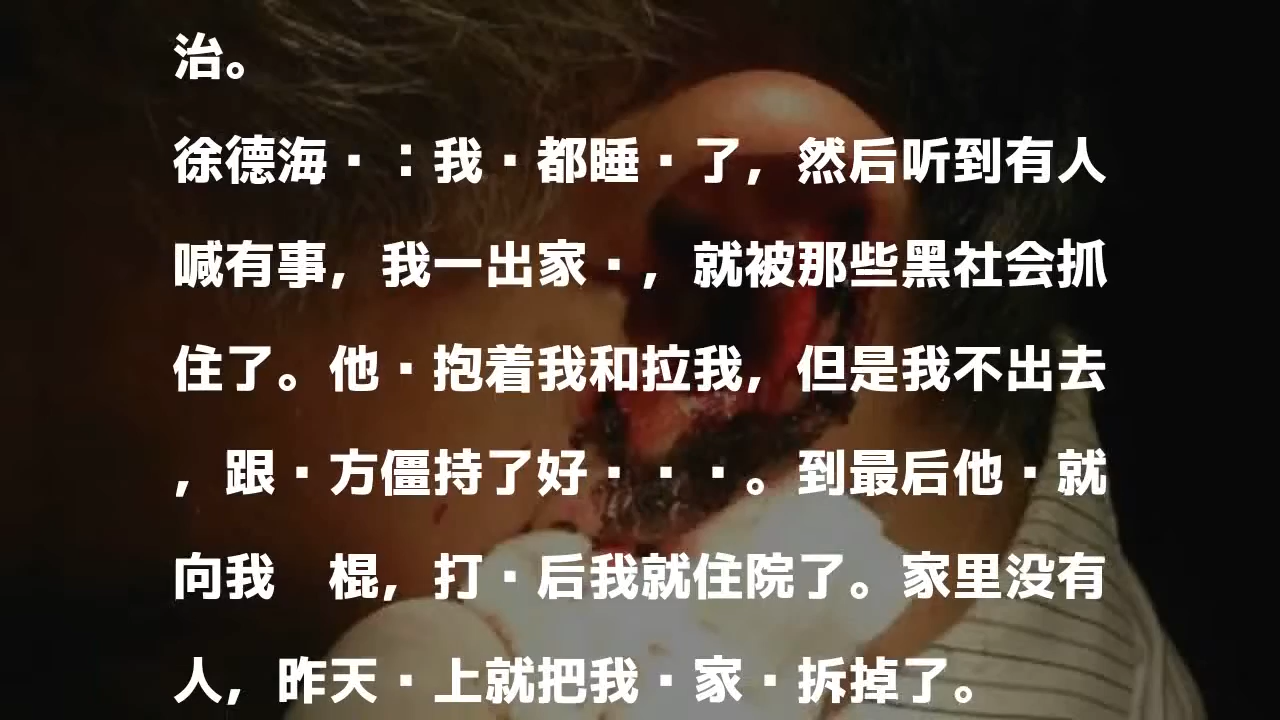 治。
徐德海▪：我▪都睡▪了，然后听到有人
喊有事，我一出家▪，就被那些黑社会抓
住了。他▪抱着我和拉我，但是我不出去
，跟▪方僵持了好▪▪▪。到最后他▪就
向我　棍，打▪后我就住院了。家里没有
人，昨天▪上就把我▪家▪拆掉了。